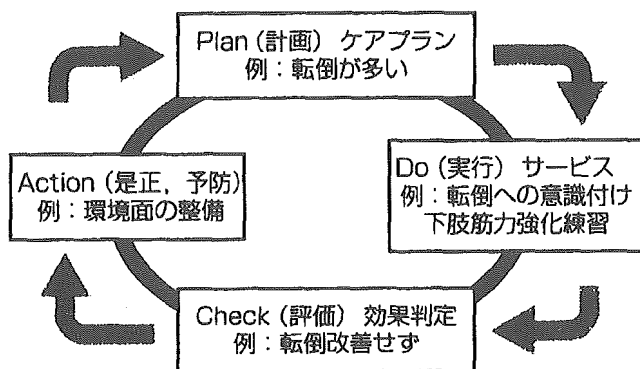 Plan（計画）ケアプラン
例：転倒が多い
Do（実行）サービス
例：転倒への意識付け
下肢筋力強化練習
Check（評価）効果判定
例：転倒改善せず
Action（是正，予防）
例：環境面の整備